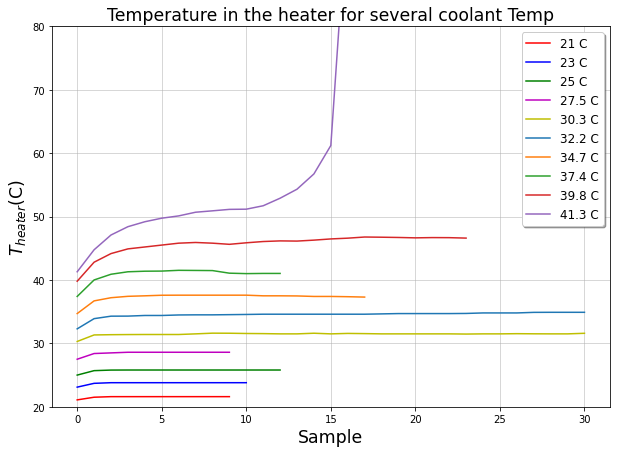 Temperature in the heater for several coolant Temp
80
70
60
50
40
30
20
T_heater(C)
0
5
10
15
20
25
30
Sample
21 C
23 C
25 C
27.5 C
30.3 C
32.2 C
34.7 C
37.4 C
39.8 C
41.3 C